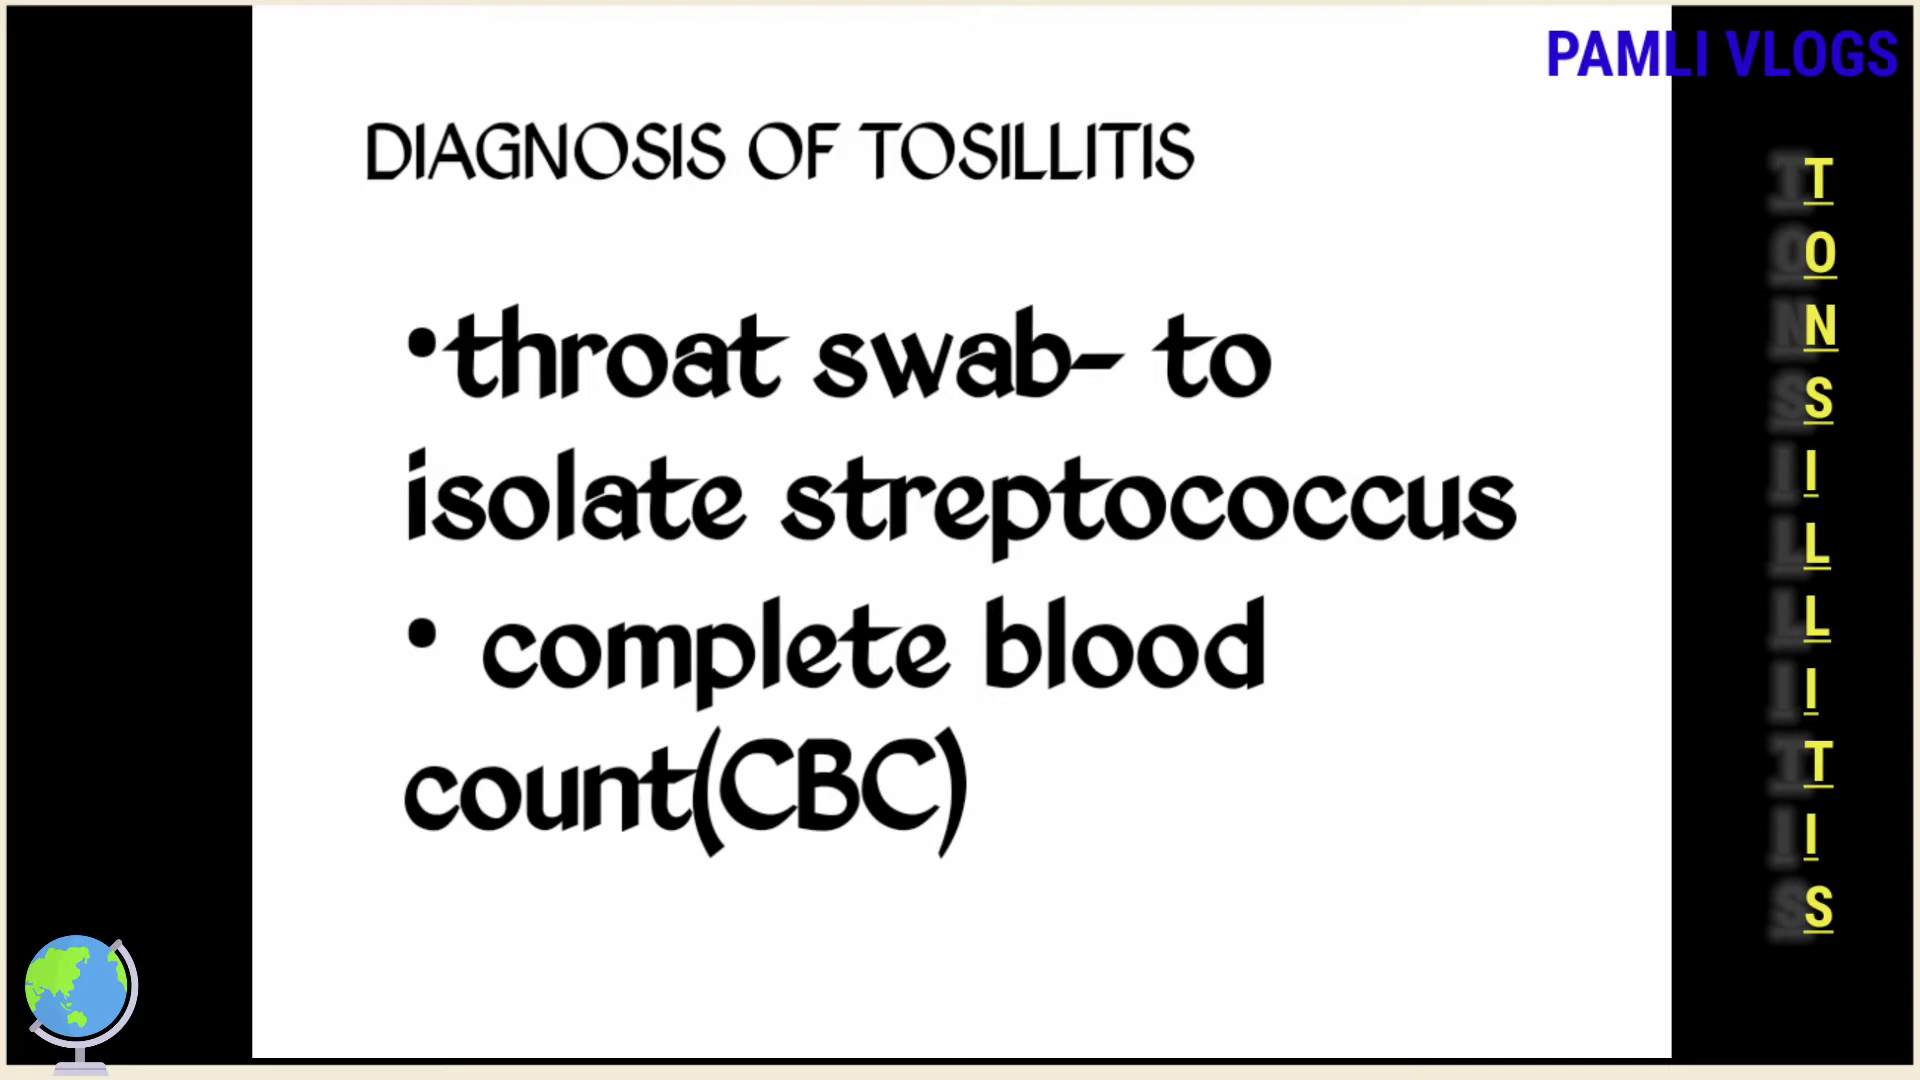 PAMLI VLOGS
DIAGNOSIS OF TOSILLITIS
•throat swab- to
isolate streptococcus
• complete blood
count(CBC)
TONSILLITIS